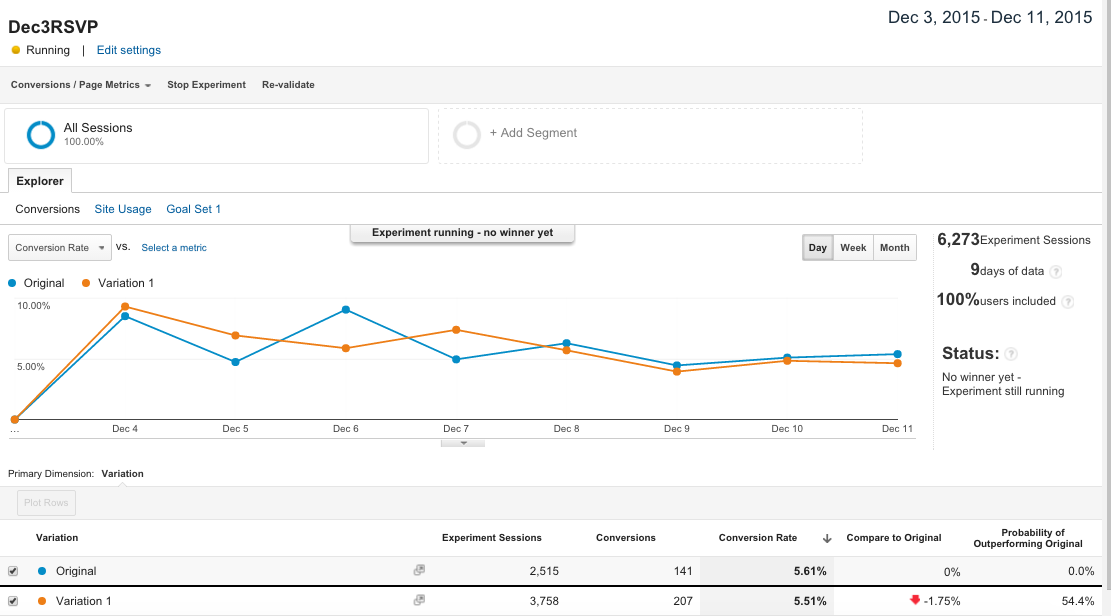 Dec3RSVP
Dec 3, 2015 - Dec 11, 2015
Running | Edit settings
Conversions / Page Metrics Stop Experiment Re-validate
All Sessions
100.00%
+ Add Segment
Explorer
Conversions Site Usage Goal Set 1
Experiment running - no winner yet
Conversion Rate VS. Select a metric
Day Week Month
Original Variation 1
10.00%
5.00%
... Dec 4 Dec 5 Dec 6 Dec 7 Dec 8 Dec 9 Dec 10 Dec 11
6,273 Experiment Sessions
9 days of data ?
100% users included ?
Status: ?
No winner yet -
Experiment still running
Primary Dimension: Variation
Plot Rows
Variation Experiment Sessions Conversions Conversion Rate Compare to Original Probability of
Outperforming Original
Original 2,515 141 5.61% 0% 0.0%
Variation 1 3,758 207 5.51% -1.75% 54.4%